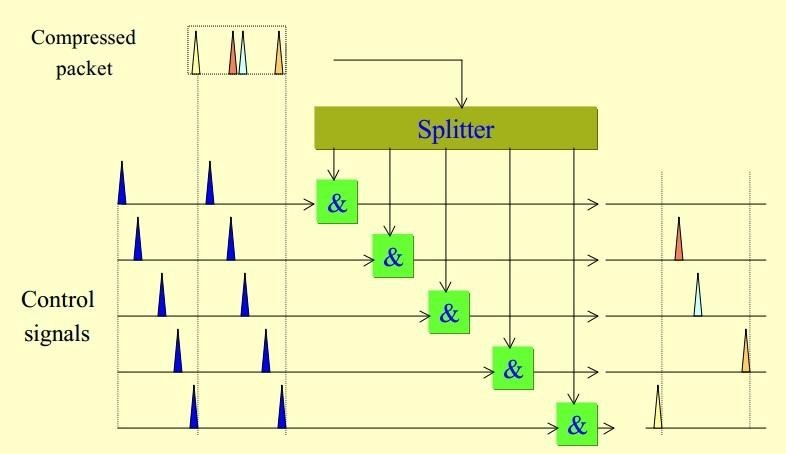 Compressed
packet
Splitter
&
&
&
&
&
Control
signals